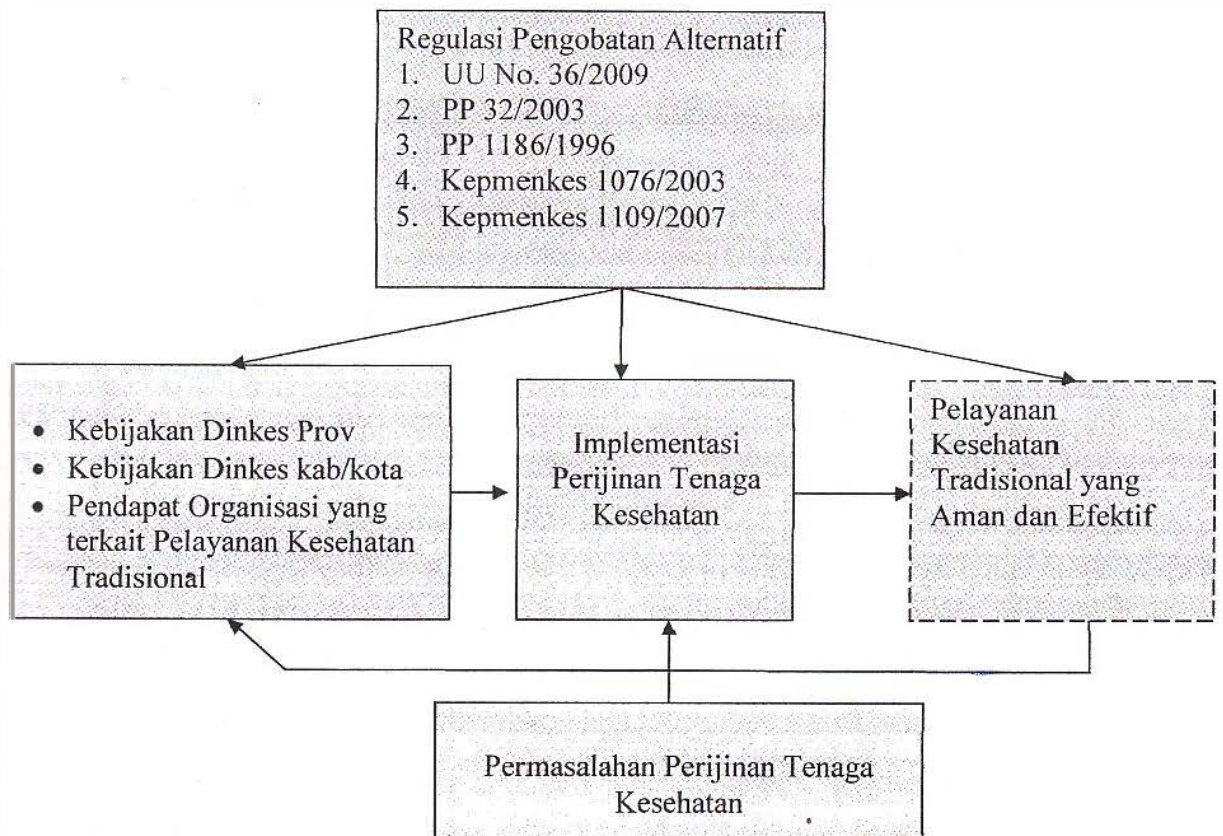 Regulasi Pengobatan Alternatif
1. UU No. 36/2009
2. PP 32/2003
3. PP 1186/1996
4. Kepmenkes 1076/2003
5. Kepmenkes 1109/2007
• Kebijakan Dinkes Prov
• Kebijakan Dinkes kab/kota
• Pendapat Organisasi yang
terkait Pelayanan Kesehatan
Tradisional
Implementasi
Perijinan Tenaga
Kesehatan
Pelayanan
Kesehatan
Tradisional yang
Aman dan Efektif
Permasalahan Perijinan Tenaga
Kesehatan